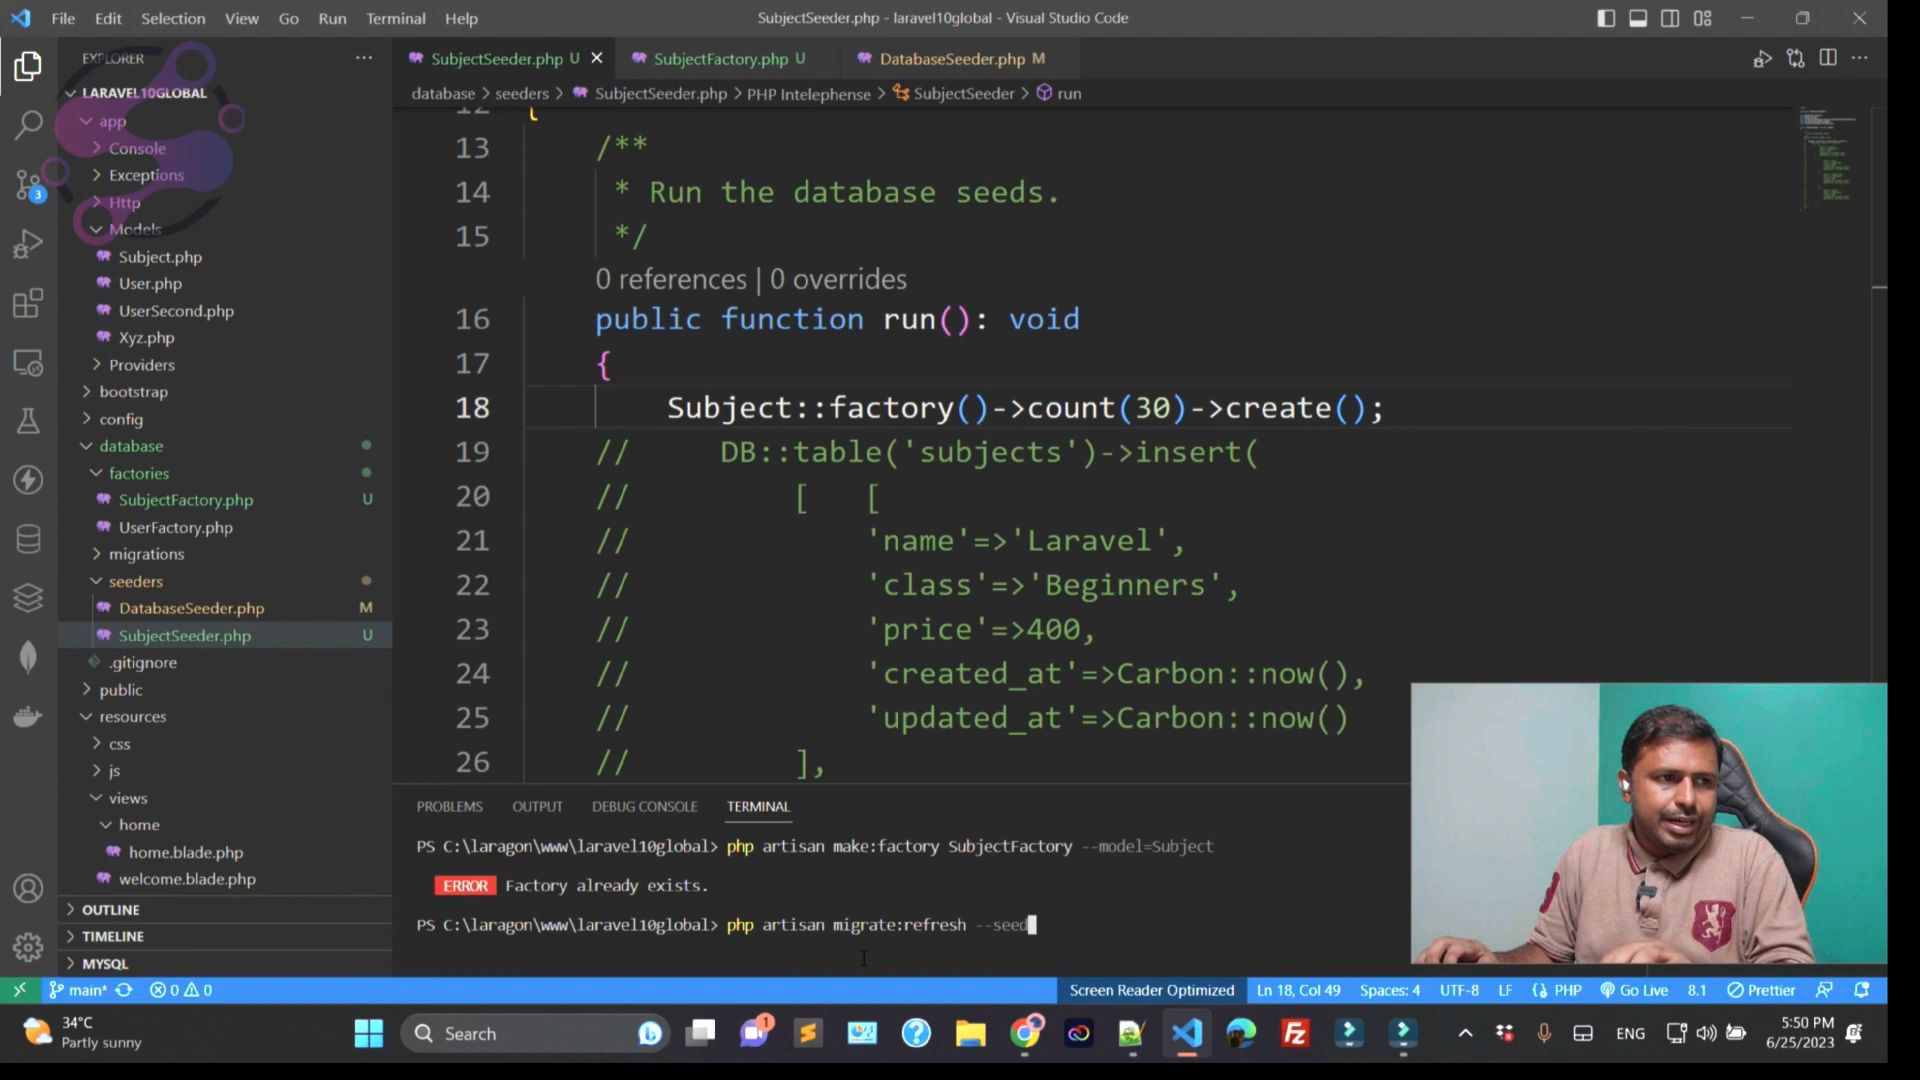 File Edit Selection View Go Run Terminal Help
SubjectSeeder.php - laravel10global - Visual Studio Code
EXPLORER
SubjectSeeder.php U
SubjectFactory.php U
DatabaseSeeder.php M
LARAVEL10GLOBAL
database > seeders > SubjectSeeder.php > PHP Intelephense > SubjectSeeder > run
app
Console
Exceptions
Http
Models
Subject.php
User.php
UserSecond.php
Xyz.php
Providers
bootstrap
config
database
factories
SubjectFactory.php U
UserFactory.php
migrations
seeders
DatabaseSeeder.php M
SubjectSeeder.php U
.gitignore
public
resources
css
js
views
home
home.blade.php
welcome.blade.php
OUTLINE
TIMELINE
MYSQL
3
12 {
13 /**
14 * Run the database seeds.
15 */
0 references | 0 overrides
16 public function run(): void
17 {
18 Subject::factory()->count(30)->create();
19 // DB::table('subjects')->insert(
20 // [ [
21 // 'name'=>'Laravel',
22 // 'class'=>'Beginners',
23 // 'price'=>400,
24 // 'created_at'=>Carbon::now(),
25 // 'updated_at'=>Carbon::now()
26 // ],
PROBLEMS OUTPUT DEBUG CONSOLE TERMINAL
PS C:\laragon\www\laravel10global> php artisan make:factory SubjectFactory --model=Subject
ERROR Factory already exists.
PS C:\laragon\www\laravel10global> php artisan migrate:refresh --seed
main* 0 0
Screen Reader Optimized Ln 18, Col 49 Spaces: 4 UTF-8 LF PHP Go Live 8.1 Prettier
34°C
Partly sunny
Search
1
ENG
5:50 PM
6/25/2023